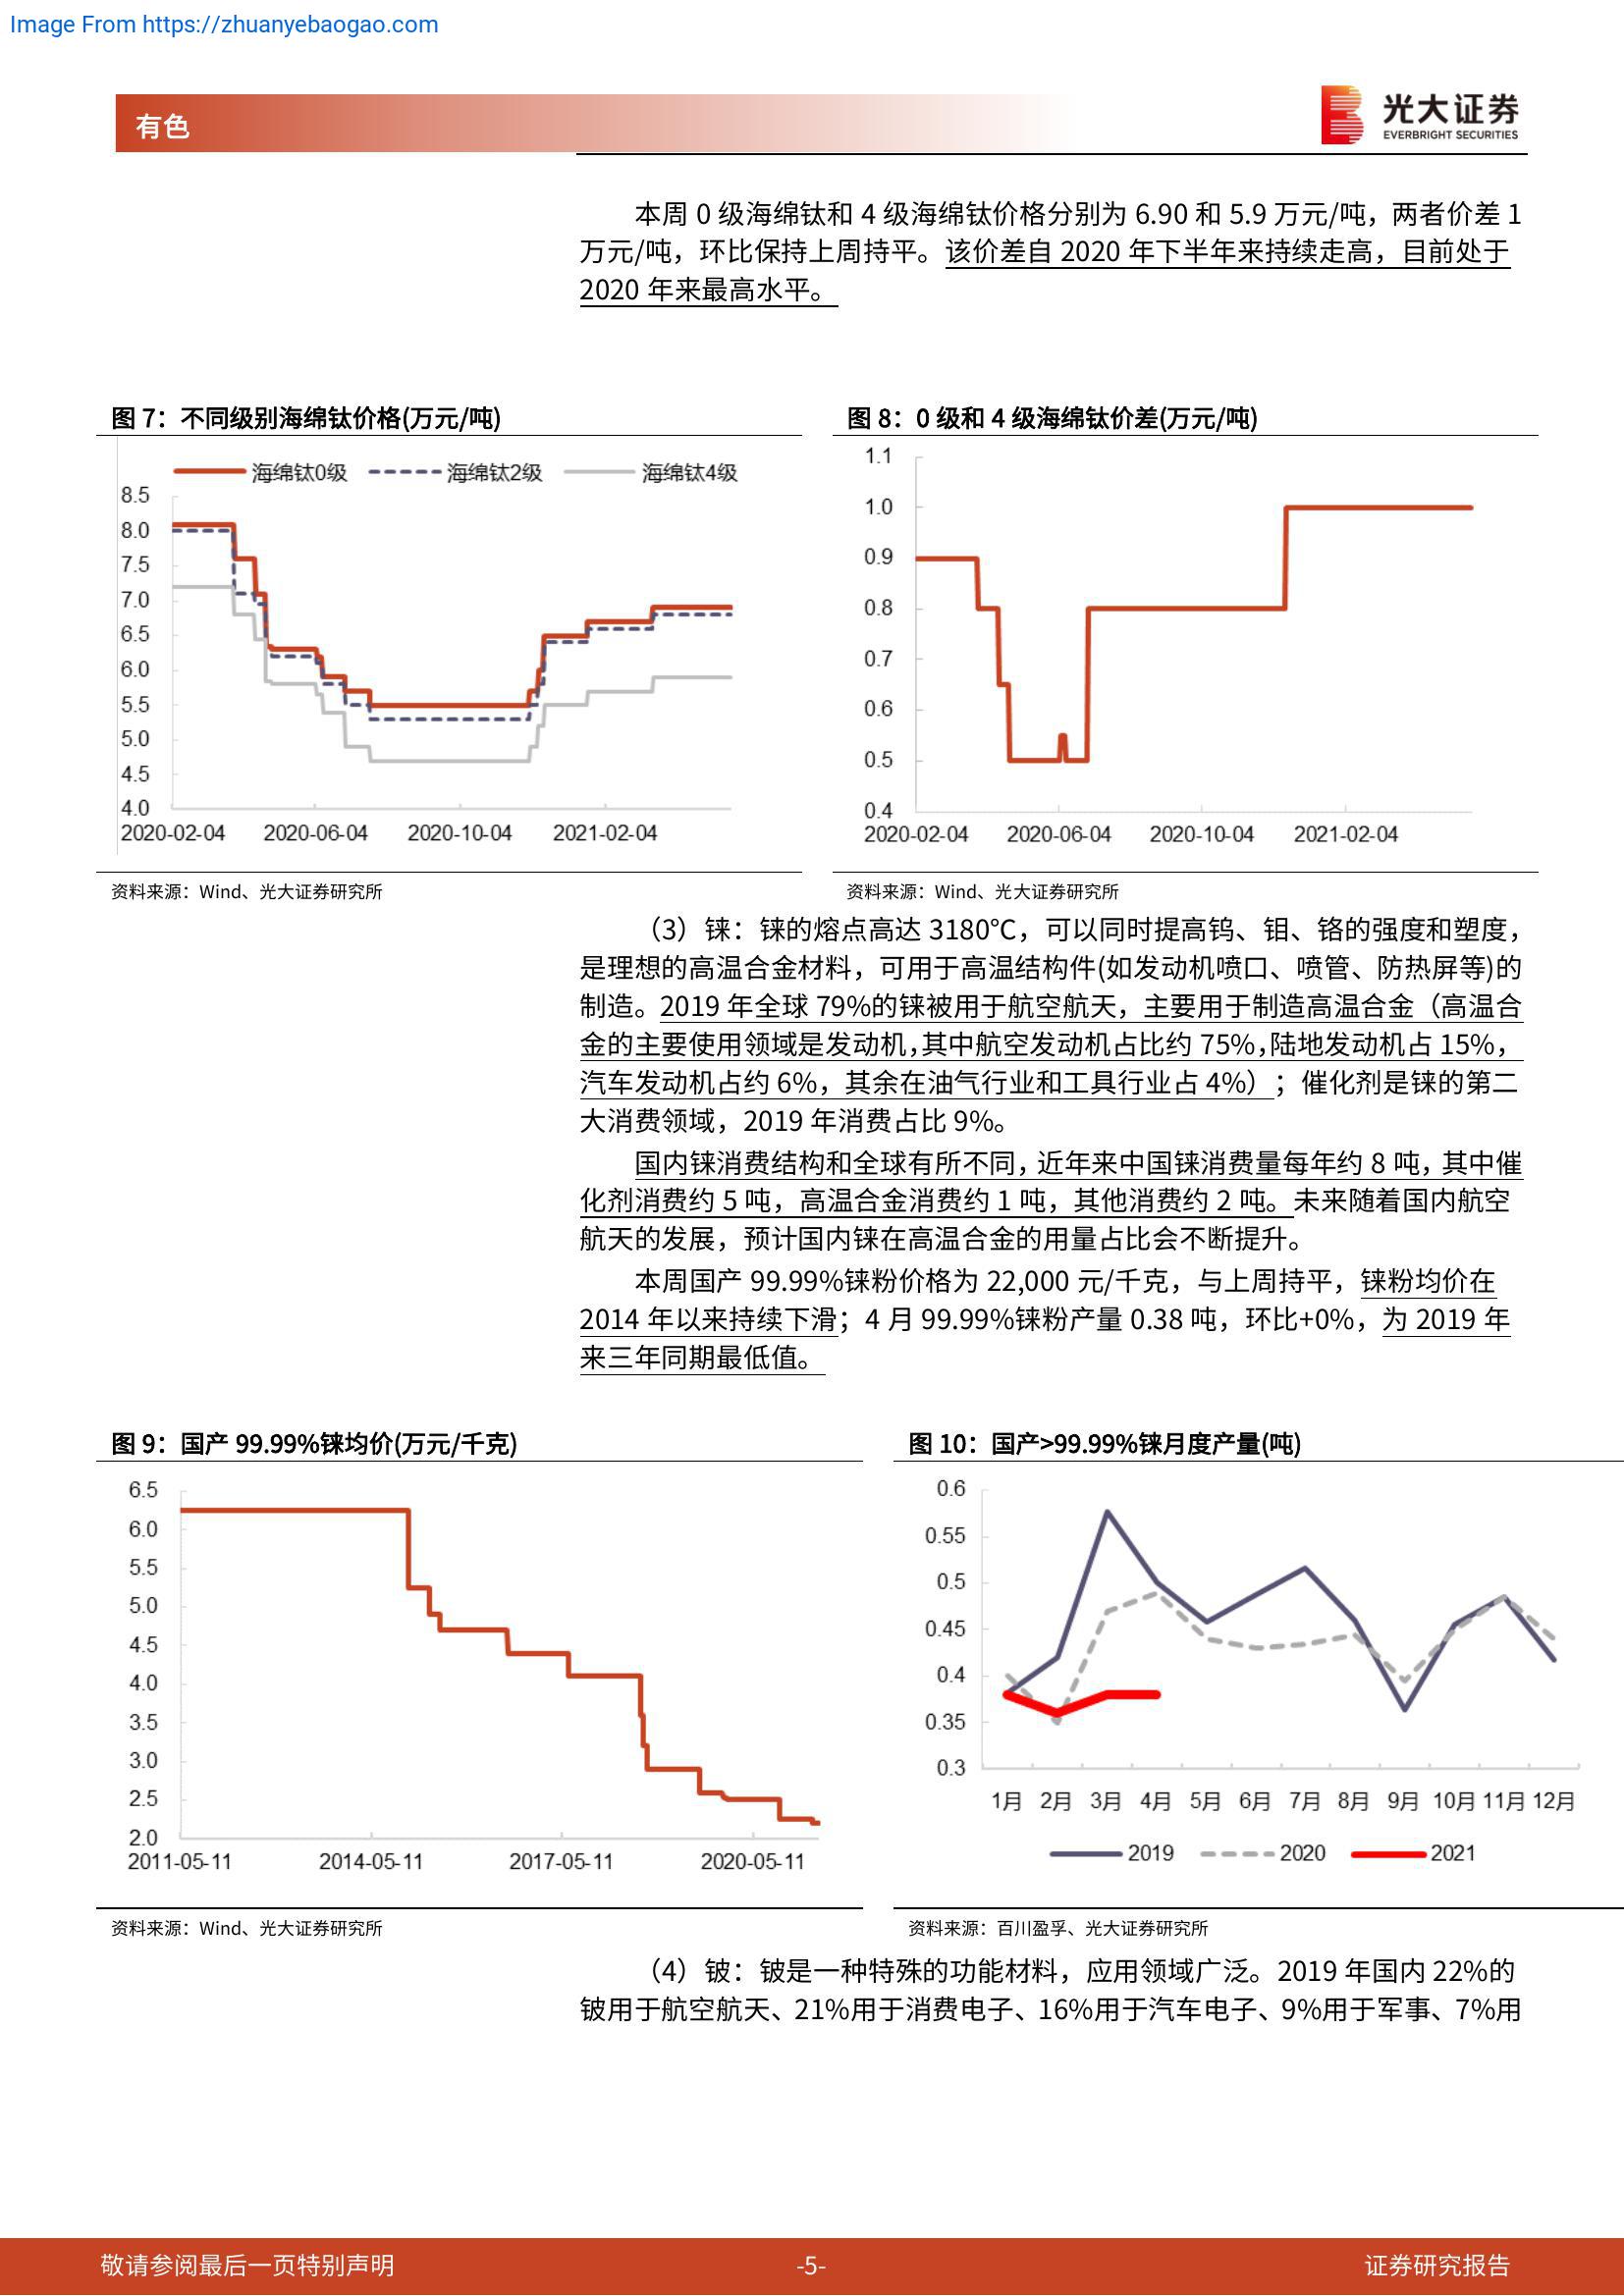 Image From https://zhuanyebaogao.com
有色
光大证券
EVERBRIGHT SECURITIES
本周 0 级海绵钛和 4 级海绵钛价格分别为 6.90 和 5.9 万元/吨，两者价差 1
万元/吨，环比保持上周持平。该价差自 2020 年下半年来持续走高，目前处于
2020 年来最高水平。
图 7：不同级别海绵钛价格(万元/吨)
海绵钛0级 海绵钛2级 海绵钛4级
8.5
8.0
7.5
7.0
6.5
6.0
5.5
5.0
4.5
4.0
2020-02-04 2020-06-04 2020-10-04 2021-02-04
资料来源：Wind、光大证券研究所
图 8：0 级和 4 级海绵钛价差(万元/吨)
1.1
1.0
0.9
0.8
0.7
0.6
0.5
0.4
2020-02-04 2020-06-04 2020-10-04 2021-02-04
资料来源：Wind、光大证券研究所
（3）铼：铼的熔点高达 3180℃，可以同时提高钨、钼、铬的强度和塑度，
是理想的高温合金材料，可用于高温结构件(如发动机喷口、喷管、防热屏等)的
制造。2019 年全球 79%的铼被用于航空航天，主要用于制造高温合金（高温合
金的主要使用领域是发动机，其中航空发动机占比约 75%，陆地发动机占 15%，
汽车发动机占约 6%，其余在油气行业和工具行业占 4%）；催化剂是铼的第二
大消费领域，2019 年消费占比 9%。
国内铼消费结构和全球有所不同，近年来中国铼消费量每年约 8 吨，其中催
化剂消费约 5 吨，高温合金消费约 1 吨，其他消费约 2 吨。未来随着国内航空
航天的发展，预计国内铼在高温合金的用量占比会不断提升。
本周国产 99.99%铼粉价格为 22,000 元/千克，与上周持平，铼粉均价在
2014 年以来持续下滑；4 月 99.99%铼粉产量 0.38 吨，环比+0%，为 2019 年
来三年同期最低值。
图 9：国产 99.99%铼均价(万元/千克)
6.5
6.0
5.5
5.0
4.5
4.0
3.5
3.0
2.5
2.0
2011-05-11 2014-05-11 2017-05-11 2020-05-11
资料来源：Wind、光大证券研究所
图 10：国产>99.99%铼月度产量(吨)
0.6
0.55
0.5
0.45
0.4
0.35
0.3
1月 2月 3月 4月 5月 6月 7月 8月 9月 10月 11月 12月
2019 2020 2021
资料来源：百川盈孚、光大证券研究所
（4）铍：铍是一种特殊的功能材料，应用领域广泛。2019 年国内 22%的
铍用于航空航天、21%用于消费电子、16%用于汽车电子、9%用于军事、7%用
敬请参阅最后一页特别声明 -5- 证券研究报告